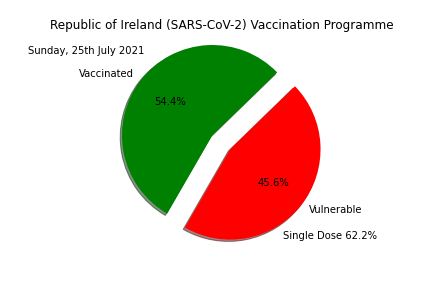 Republic of Ireland (SARS-CoV-2) Vaccination Programme
Sunday, 25th July 2021
Vaccinated
54.4%
45.6%
Vulnerable
Single Dose 62.2%